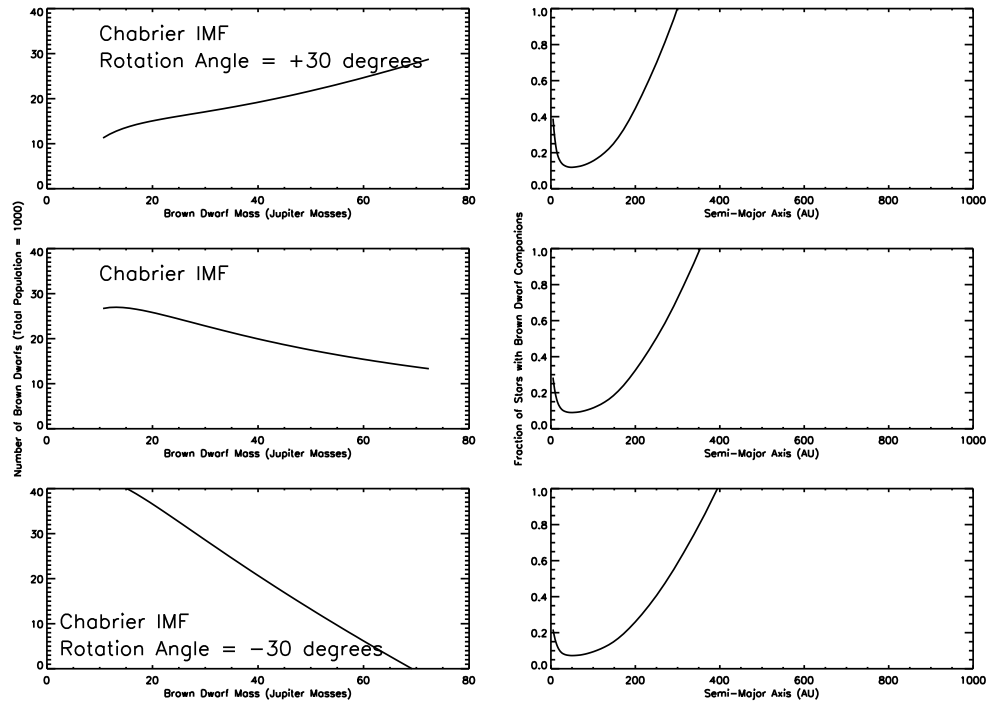 Number of Brown Dwarfs (Total Population = 1000)
40
30
20
10
0
Chabrier IMF
Rotation Angle = +30 degrees
0 20 40 60 80
Brown Dwarf Mass (Jupiter Masses)
40
30
20
10
0
Chabrier IMF
0 20 40 60 80
Brown Dwarf Mass (Jupiter Masses)
40
30
20
10
0
Chabrier IMF
Rotation Angle = −30 degrees
0 20 40 60 80
Brown Dwarf Mass (Jupiter Masses)
Fraction of Stars with Brown Dwarf Companions
1.0
0.8
0.6
0.4
0.2
0.0
0 200 400 600 800 1000
Semi-Major Axis (AU)
1.0
0.8
0.6
0.4
0.2
0.0
0 200 400 600 800 1000
Semi-Major Axis (AU)
1.0
0.8
0.6
0.4
0.2
0.0
0 200 400 600 800 1000
Semi-Major Axis (AU)